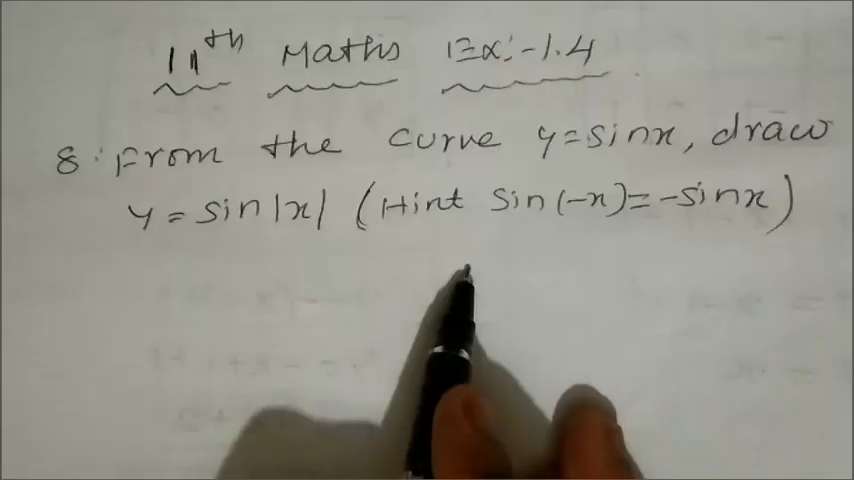 11th Maths Ex:-1.4
8. From the curve y=sinx, draw
y = sin|x| (Hint sin(-x)=-sinx)